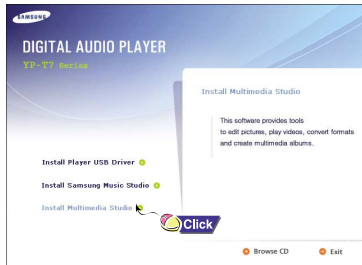 SAMSUNG
DIGITAL AUDIO PLAYER
YP-T7 Series
Install Multimedia Studio
This software provides tools
to edit pictures, play videos, convert formats
and create multimedia albums.
Install Player USB Driver
Install Samsung Music Studio
Install Multimedia Studio
Click
Browse CD
Exit